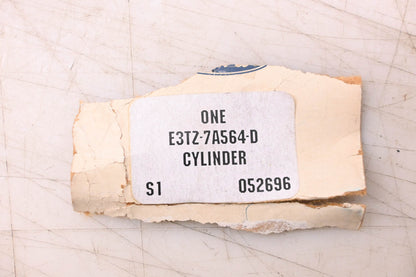 ONE
E3TZ-7A564-D
CYLINDER
S1 052696